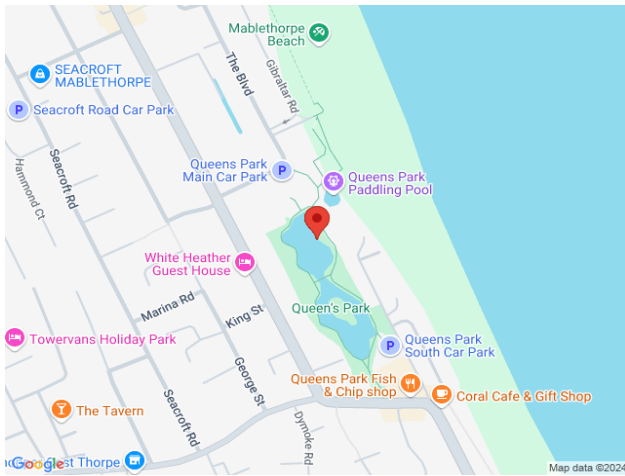 Mablethorpe
Beach
The Blvd
Gibraltar Rd
SEACROFT
MABLETHORPE
P
Seacroft Road Car Park
Seacroft Rd
Hammond Ct
Queens Park
Main Car Park
P
Queens Park
Paddling Pool
White Heather
Guest House
Marina Rd
King St
Queen's Park
Towervans Holiday Park
George St
P
Queens Park
South Car Park
Queens Park Fish
& Chip shop
Coral Cafe & Gift Shop
The Tavern
Seacroft Rd
Dymoke Rd
st Thorpe
Google
Map data ©2024